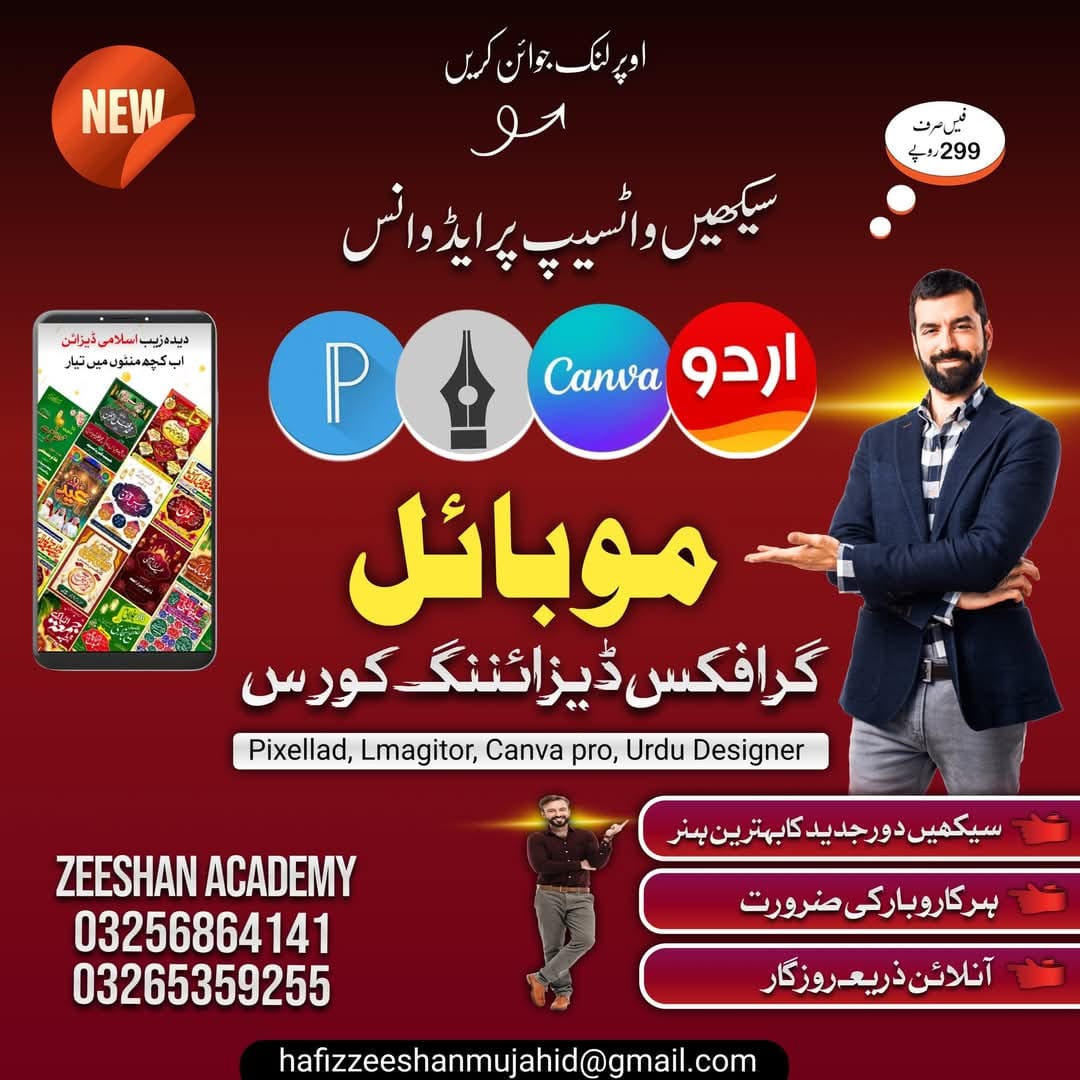 اوپر لنک جوائن کریں
NEW
فیس صرف
299 روپے
سیکھیں واٹسیپ پر ایڈوانس
دیدہ زیب اسلامی ڈیزائن
اب کچھ منٹوں میں تیار
P
Canva
اردو
موبائل
گرافکس ڈیزائننگ کورس
Pixellad, Lmagitor, Canva pro, Urdu Designer
سیکھیں دور جدید کا بہترین ہنر
ہر کاروبار کی ضرورت
آنلائن ذریعہ روزگار
ZEESHAN ACADEMY
03256864141
03265359255
hafizzeeshanmujahid@gmail.com